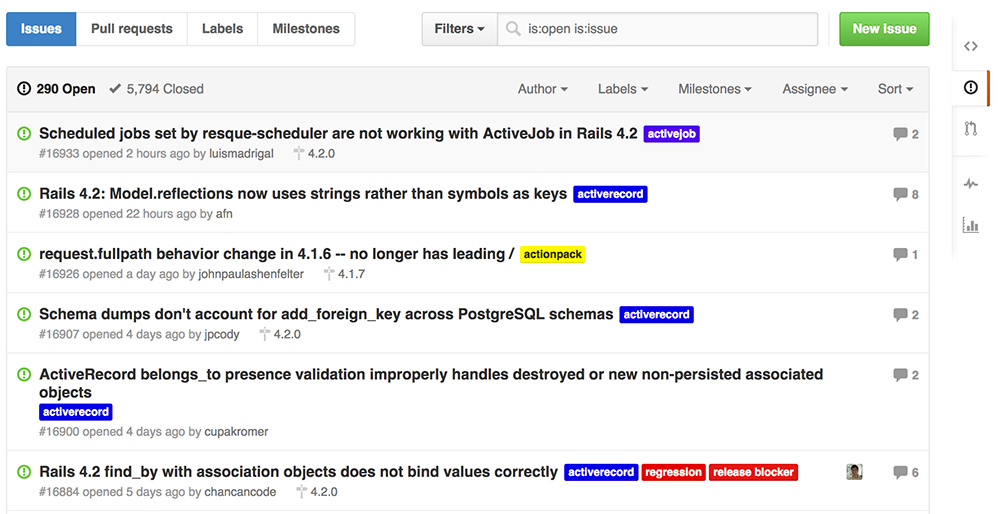 Issues Pull requests Labels Milestones Filters is:open is:issue New Issue
290 Open 5,794 Closed Author Labels Milestones Assignee Sort
Scheduled jobs set by resque-scheduler are not working with ActiveJob in Rails 4.2 activejob 2
#16933 opened 2 hours ago by luismadrigal 4.2.0
Rails 4.2: Model.reflections now uses strings rather than symbols as keys activerecord 8
#16928 opened 22 hours ago by afn
request.fullpath behavior change in 4.1.6 -- no longer has leading / actionpack 1
#16926 opened a day ago by johnpaulashenfelter 4.1.7
Schema dumps don't account for add_foreign_key across PostgreSQL schemas activerecord 2
#16907 opened 4 days ago by jpcody 4.2.0
ActiveRecord belongs_to presence validation improperly handles destroyed or new non-persisted associated 2
objects
activerecord
#16900 opened 4 days ago by cupakromer
Rails 4.2 find_by with association objects does not bind values correctly activerecord regression release blocker 6
#16884 opened 5 days ago by chancancode 4.2.0